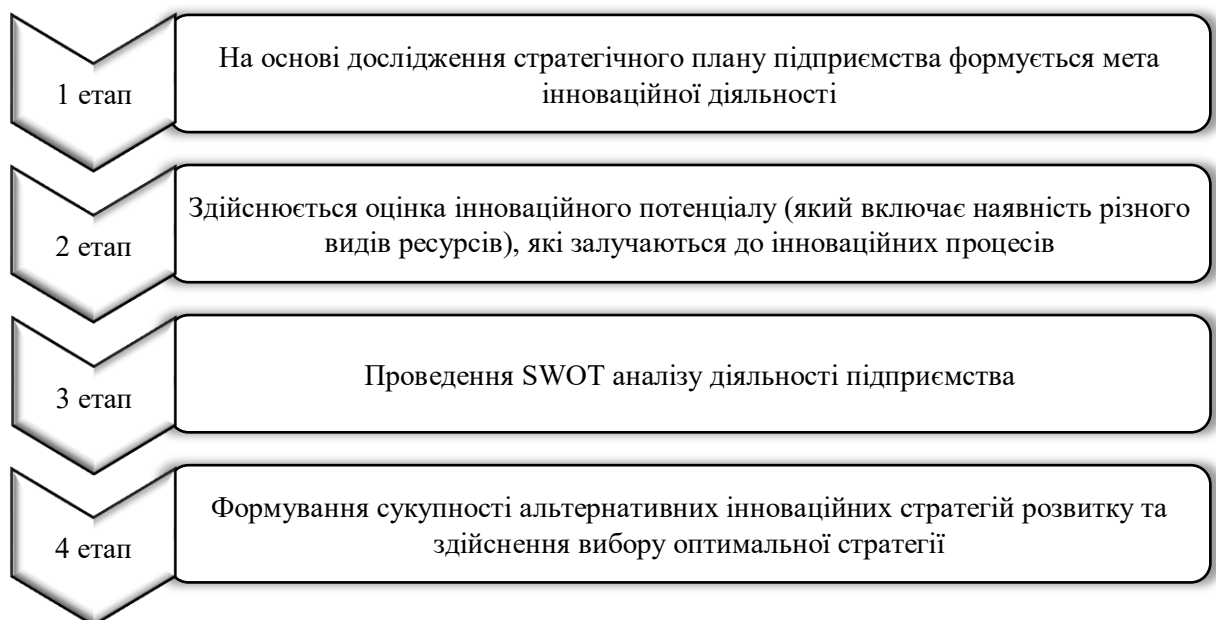 1 етап
На основі дослідження стратегічного плану підприємства формується мета
інноваційної діяльності
2 етап
Здійснюється оцінка інноваційного потенціалу (який включає наявність різного
видів ресурсів), які залучаються до інноваційних процесів
3 етап
Проведення SWOT аналізу діяльності підприємства
4 етап
Формування сукупності альтернативних інноваційних стратегій розвитку та
здійснення вибору оптимальної стратегії